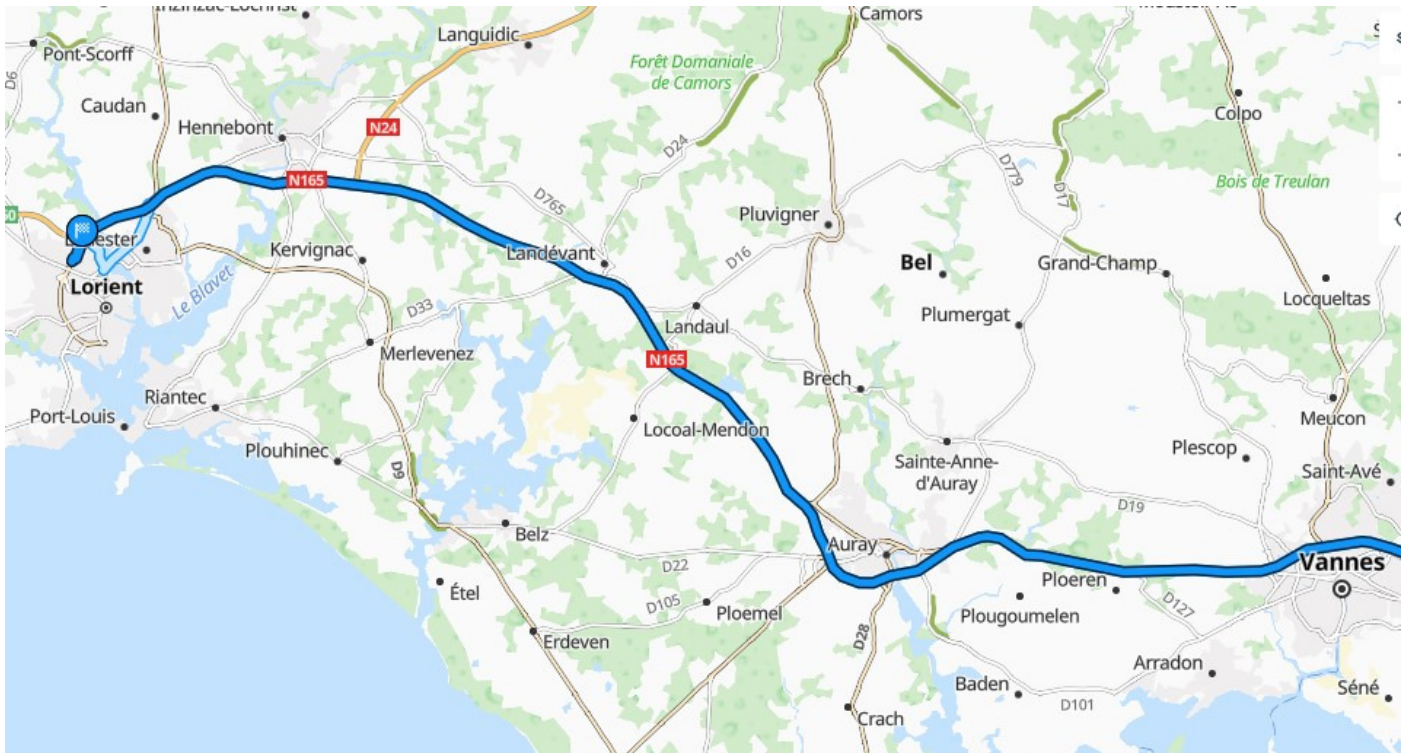 Camors
Languidic
Pont-Scorff
Forêt Domaniale
de Camors
D6
Caudan
Colpo
Hennebont
N24
D24
D779
N165
Bois de Treulan
D17
D765
Pluvigner
Kervignac
Landévant
D16
Bel
Grand-Champ
Lorient
Le Blavet
Locqueltas
D33
Landaul
Plumergat
Merlevenez
N165
Brech
Riantec
Meucon
Port-Louis
Locoal-Mendon
Plouhinec
Plescop
D9
Sainte-Anne-
d'Auray
Saint-Avé
D19
Belz
Auray
D22
Vannes
Étel
Ploeren
D105
Ploemel
Plougoumelen
D127
Erdeven
D28
Arradon
Baden
Séné
D101
Crach